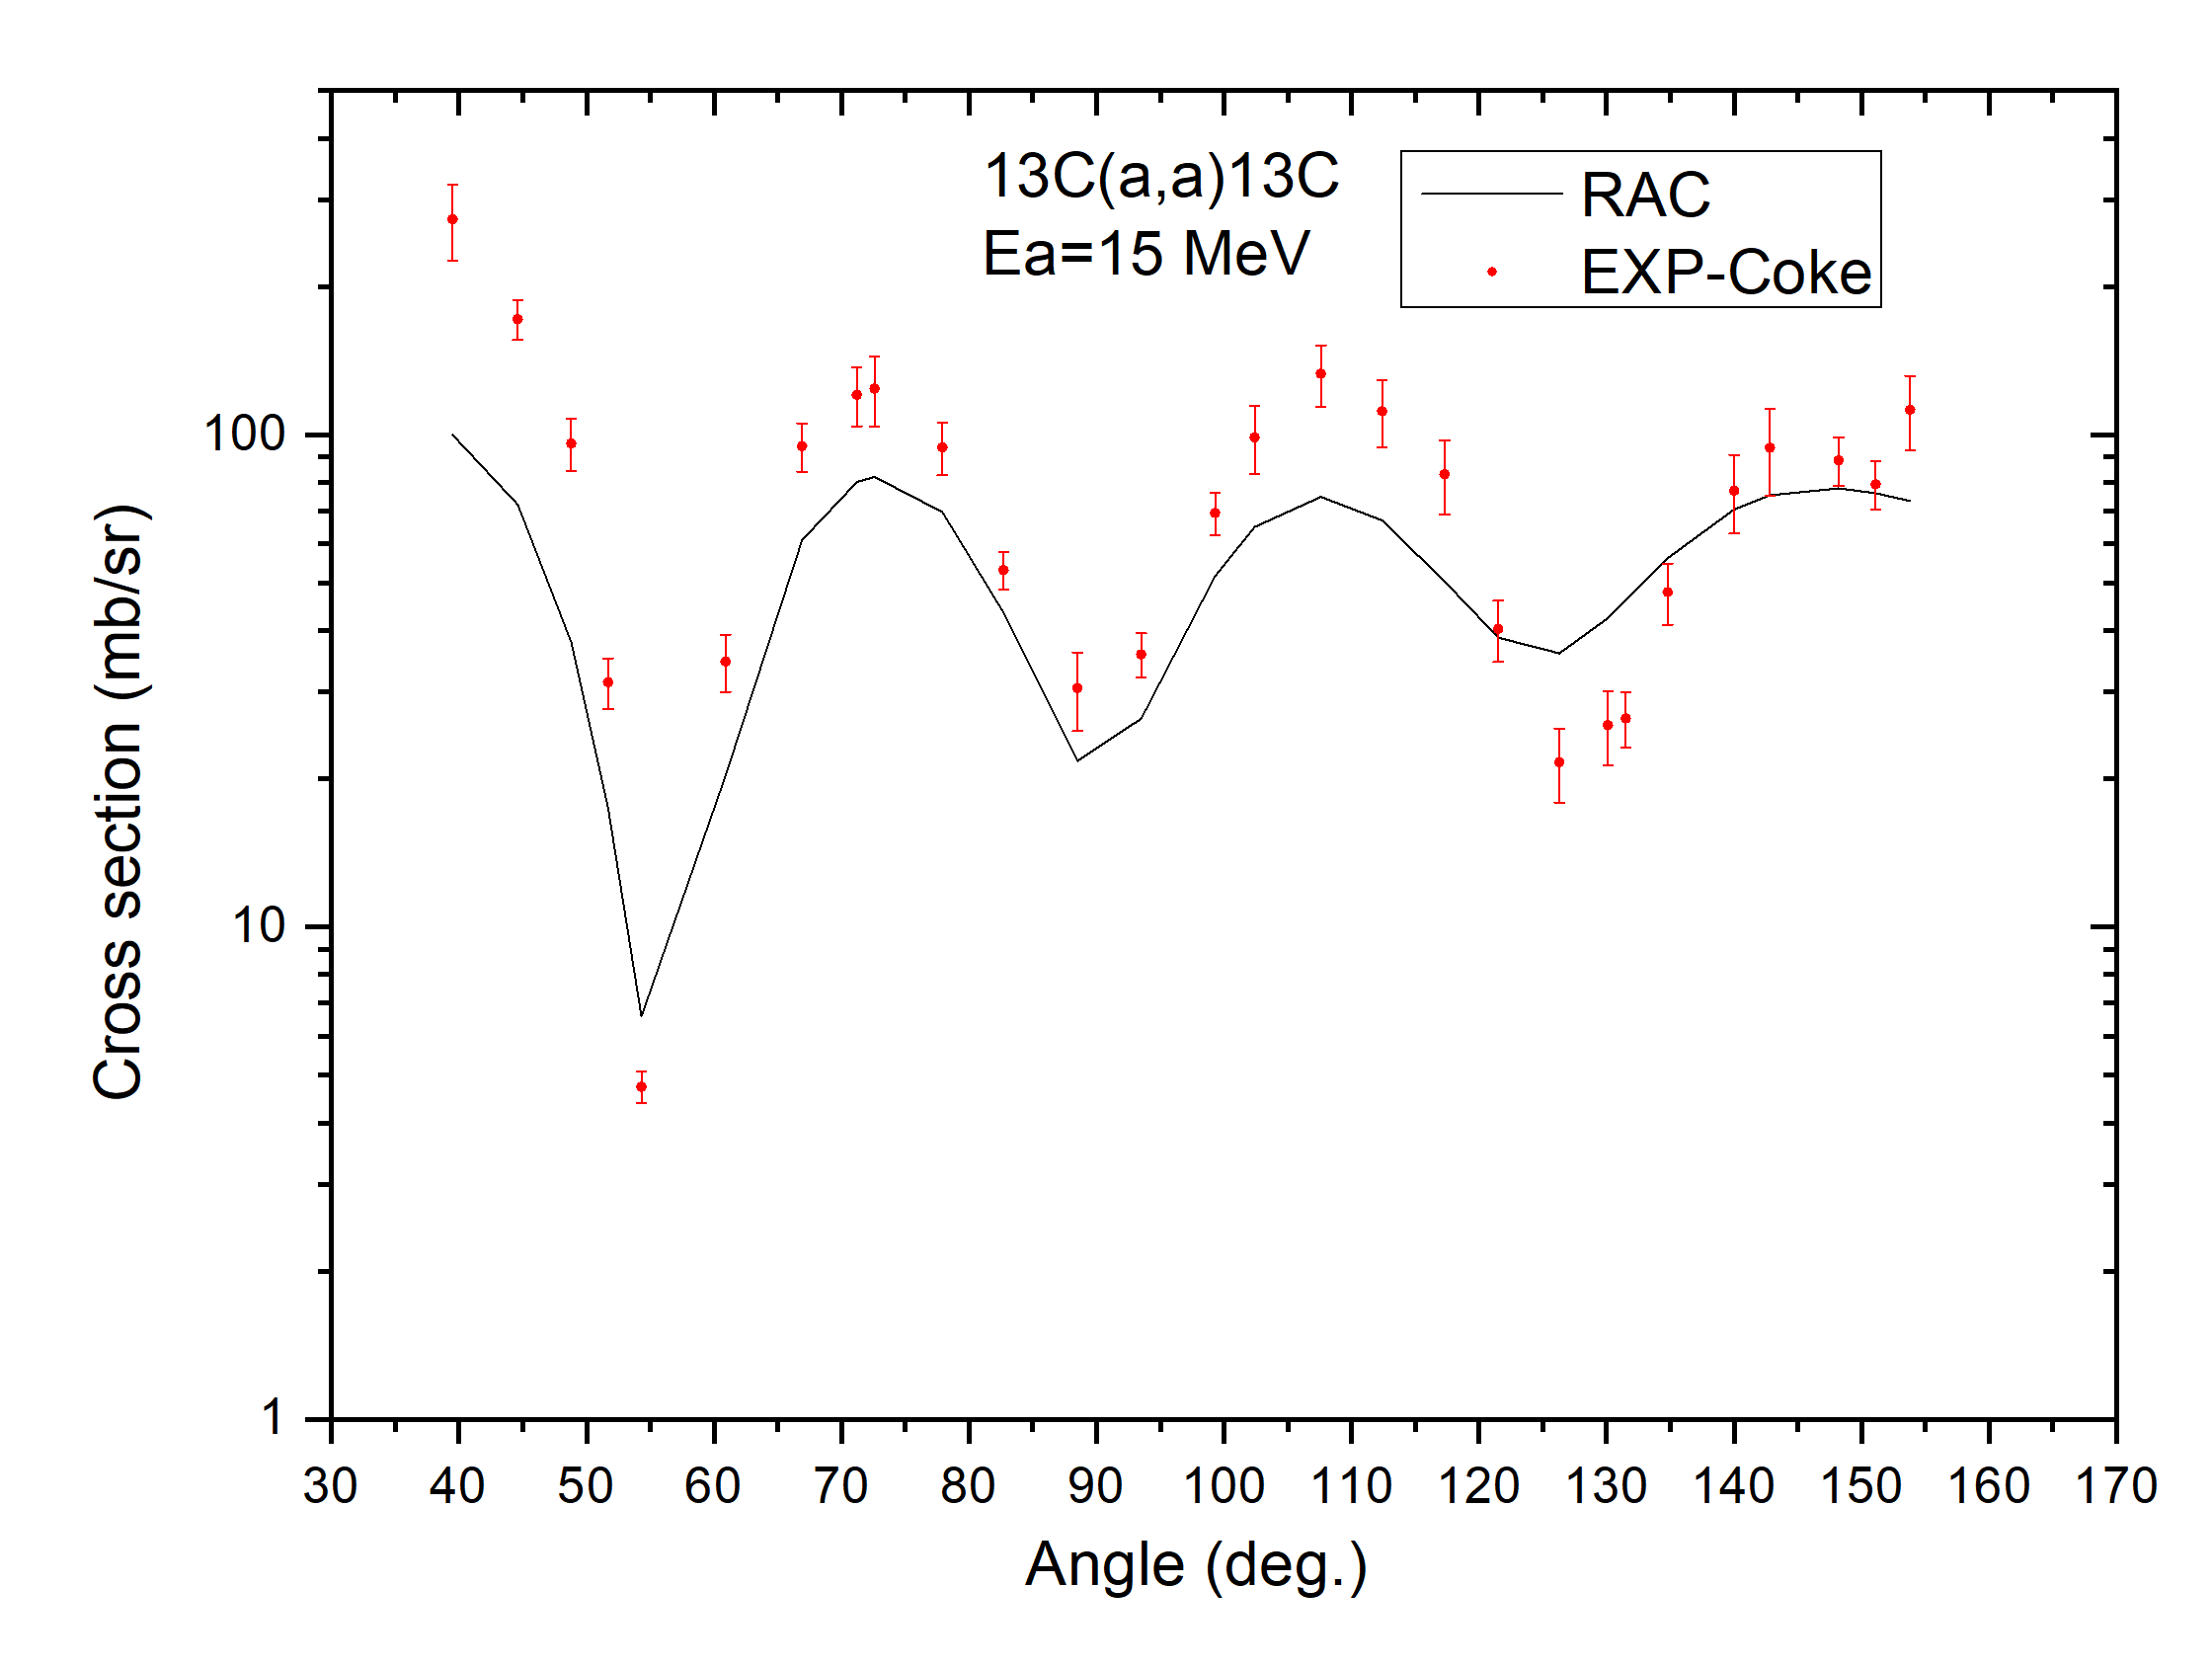 13C(a,a)13C
Ea=15 MeV
RAC
EXP-Coke
Cross section (mb/sr)
100
10
1
30 40 50 60 70 80 90 100 110 120 130 140 150 160 170
Angle (deg.)